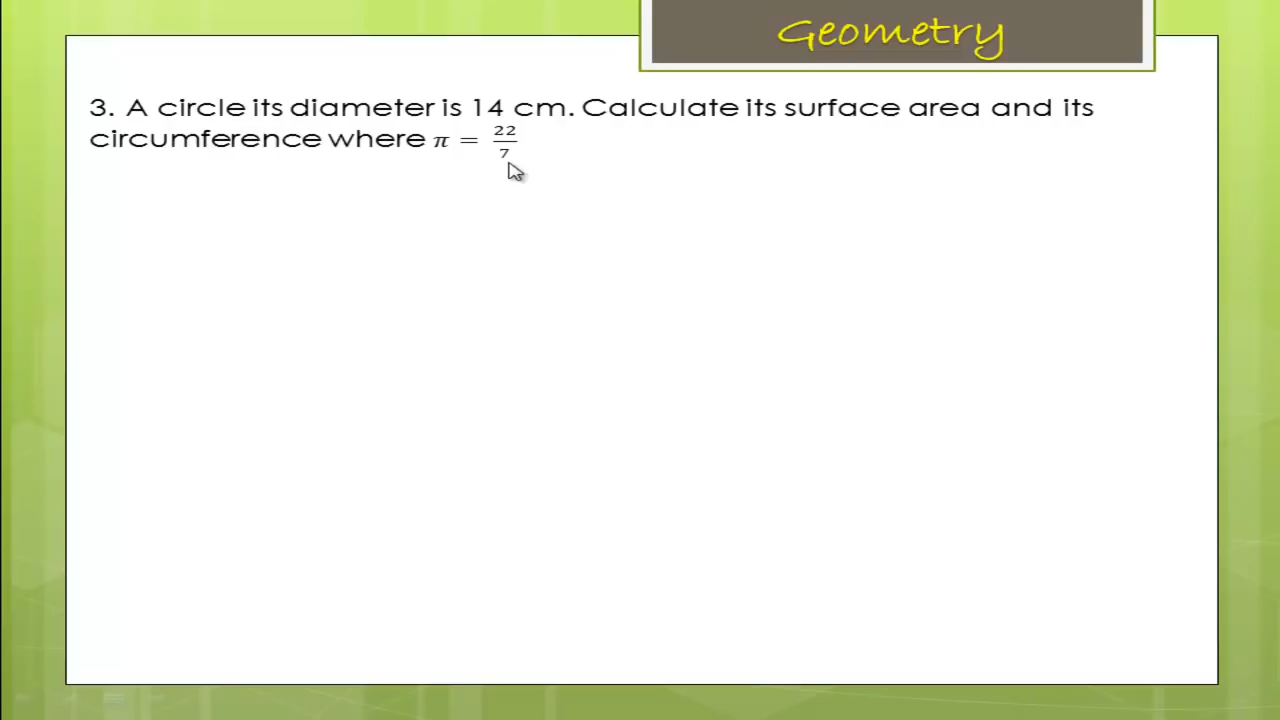 Geometry
3. A circle its diameter is 14 cm. Calculate its surface area and its
circumference where π = 22/7